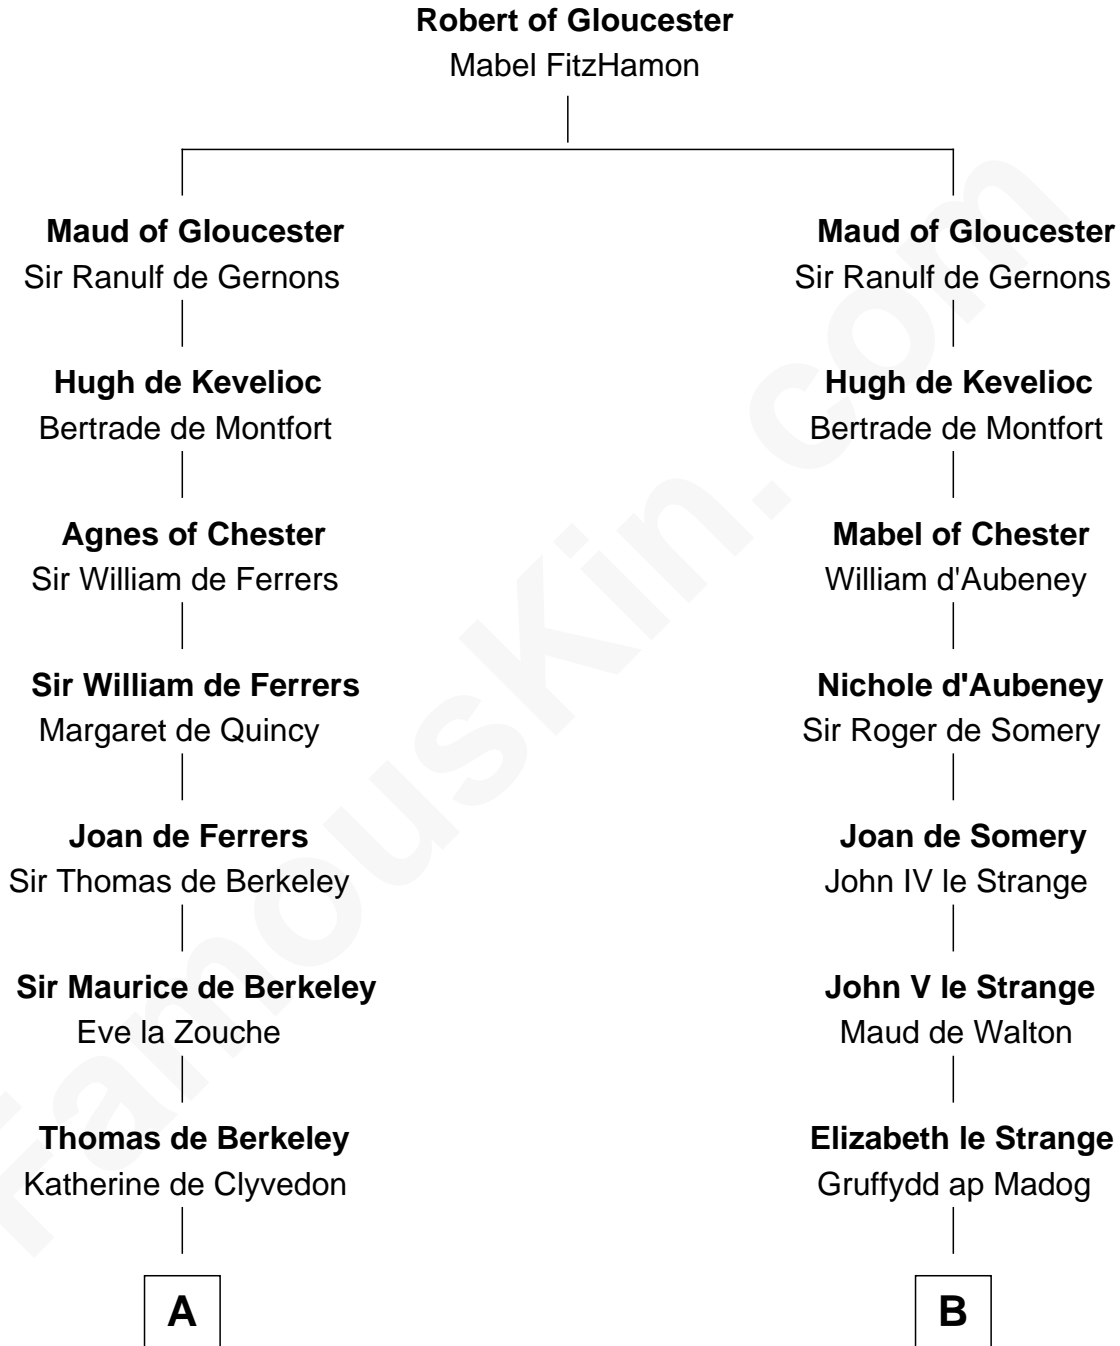 Robert of Gloucester
Mabel FitzHamon
Maud of Gloucester
Sir Ranulf de Gernons
Maud of Gloucester
Sir Ranulf de Gernons
Hugh de Kevelioc
Bertrade de Montfort
Hugh de Kevelioc
Bertrade de Montfort
Agnes of Chester
Sir William de Ferrers
Mabel of Chester
William d'Aubeney
Sir William de Ferrers
Margaret de Quincy
Nichole d'Aubeney
Sir Roger de Somery
Joan de Ferrers
Sir Thomas de Berkeley
Joan de Somery
John IV le Strange
Sir Maurice de Berkeley
Eve la Zouche
John V le Strange
Maud de Walton
Thomas de Berkeley
Katherine de Clyvedon
Elizabeth le Strange
Gruffydd ap Madog
A
B
FamousKin.com